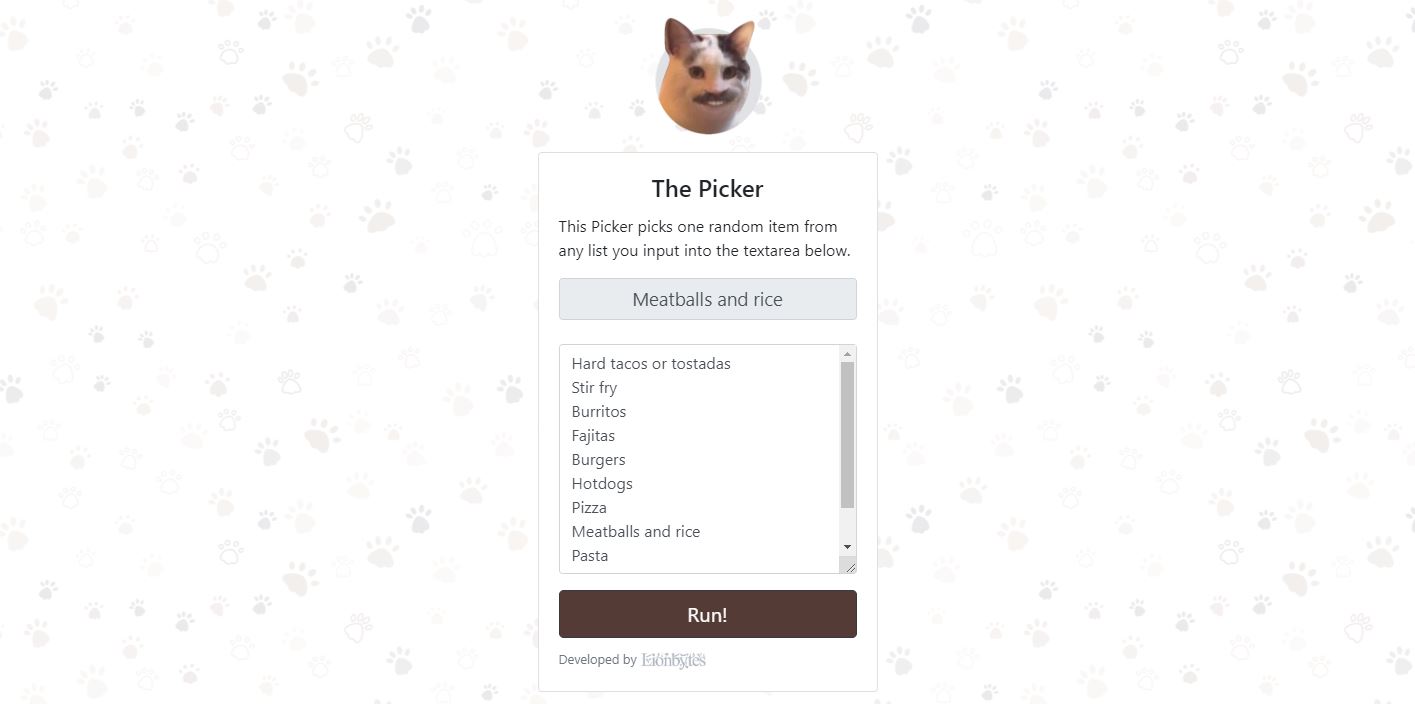 The Picker
This Picker picks one random item from
any list you input into the textarea below.
Meatballs and rice
Hard tacos or tostadas
Stir fry
Burritos
Fajitas
Burgers
Hotdogs
Pizza
Meatballs and rice
Pasta
Run!
Developed by Lionbytes